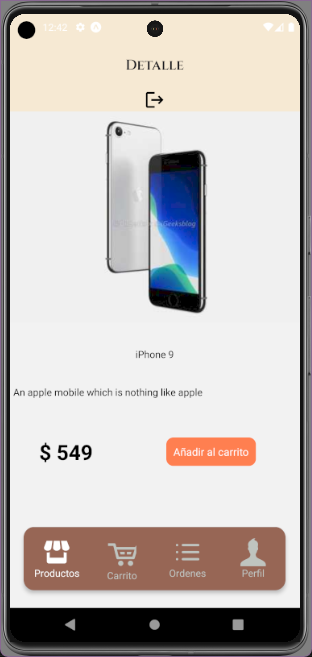 12:42
Detalle
iPhone 9
An apple mobile which is nothing like apple
$ 549
Añadir al carrito
Productos
Carrito
Ordenes
Perfil